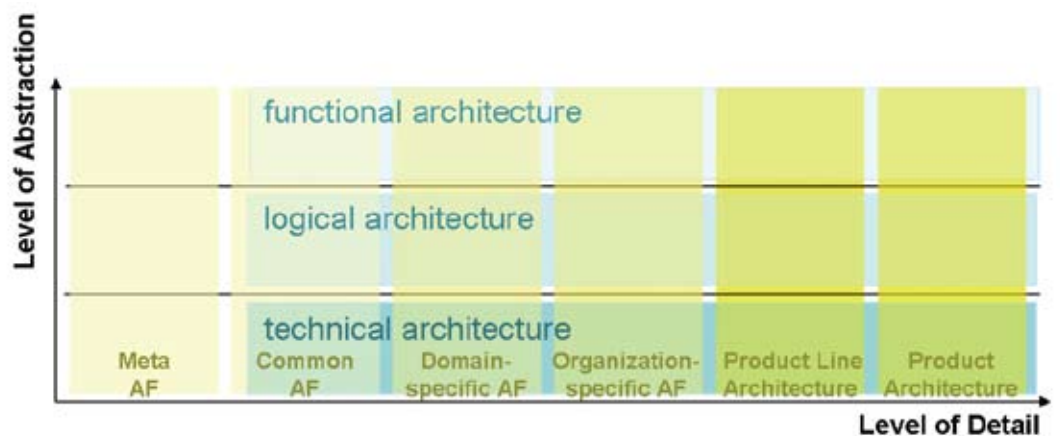 Level of Abstraction
functional architecture
logical architecture
technical architecture
Meta
AF
Common
AF
Domain-
specific AF
Organization-
specific AF
Product Line
Architecture
Product
Architecture
Level of Detail